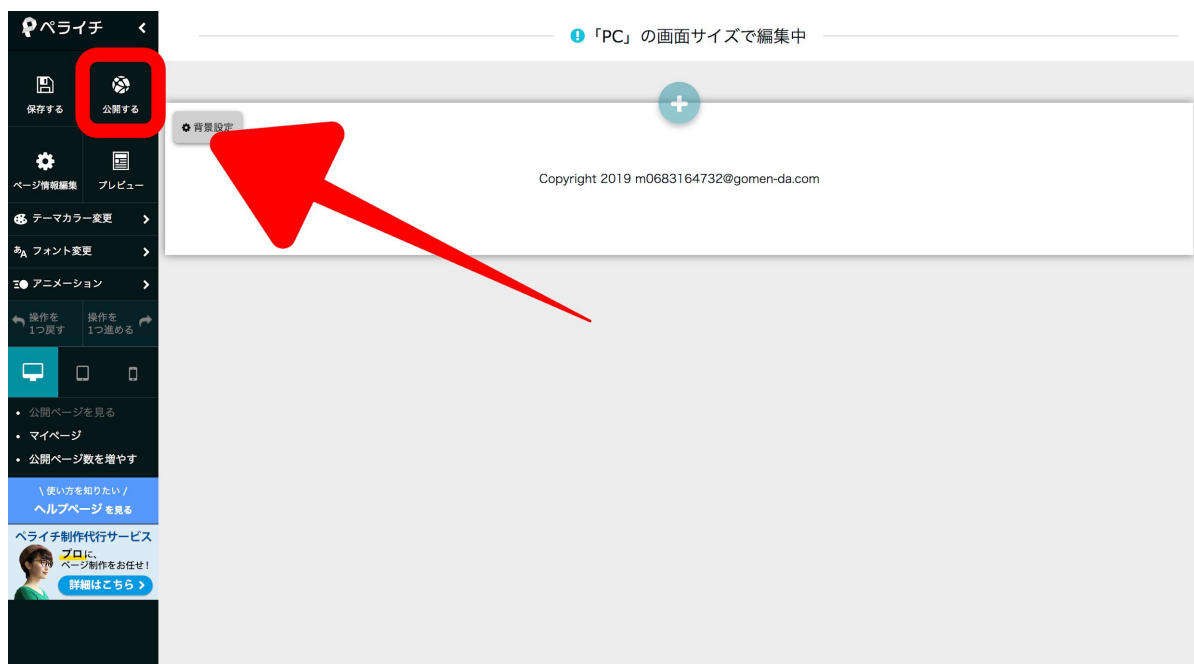 ペライチ
「PC」の画面サイズで編集中
保存する
公開する
背景設定
ページ情報編集
プレビュー
Copyright 2019 m0683164732@gomen-da.com
テーマカラー変更
あA フォント変更
アニメーション
操作を
1つ戻す
操作を
1つ進める
公開ページを見る
マイページ
公開ページ数を増やす
\ 使い方を知りたい /
ヘルプページ を見る
ペライチ制作代行サービス
プロに、
ページ制作をお任せ!
詳細はこちら